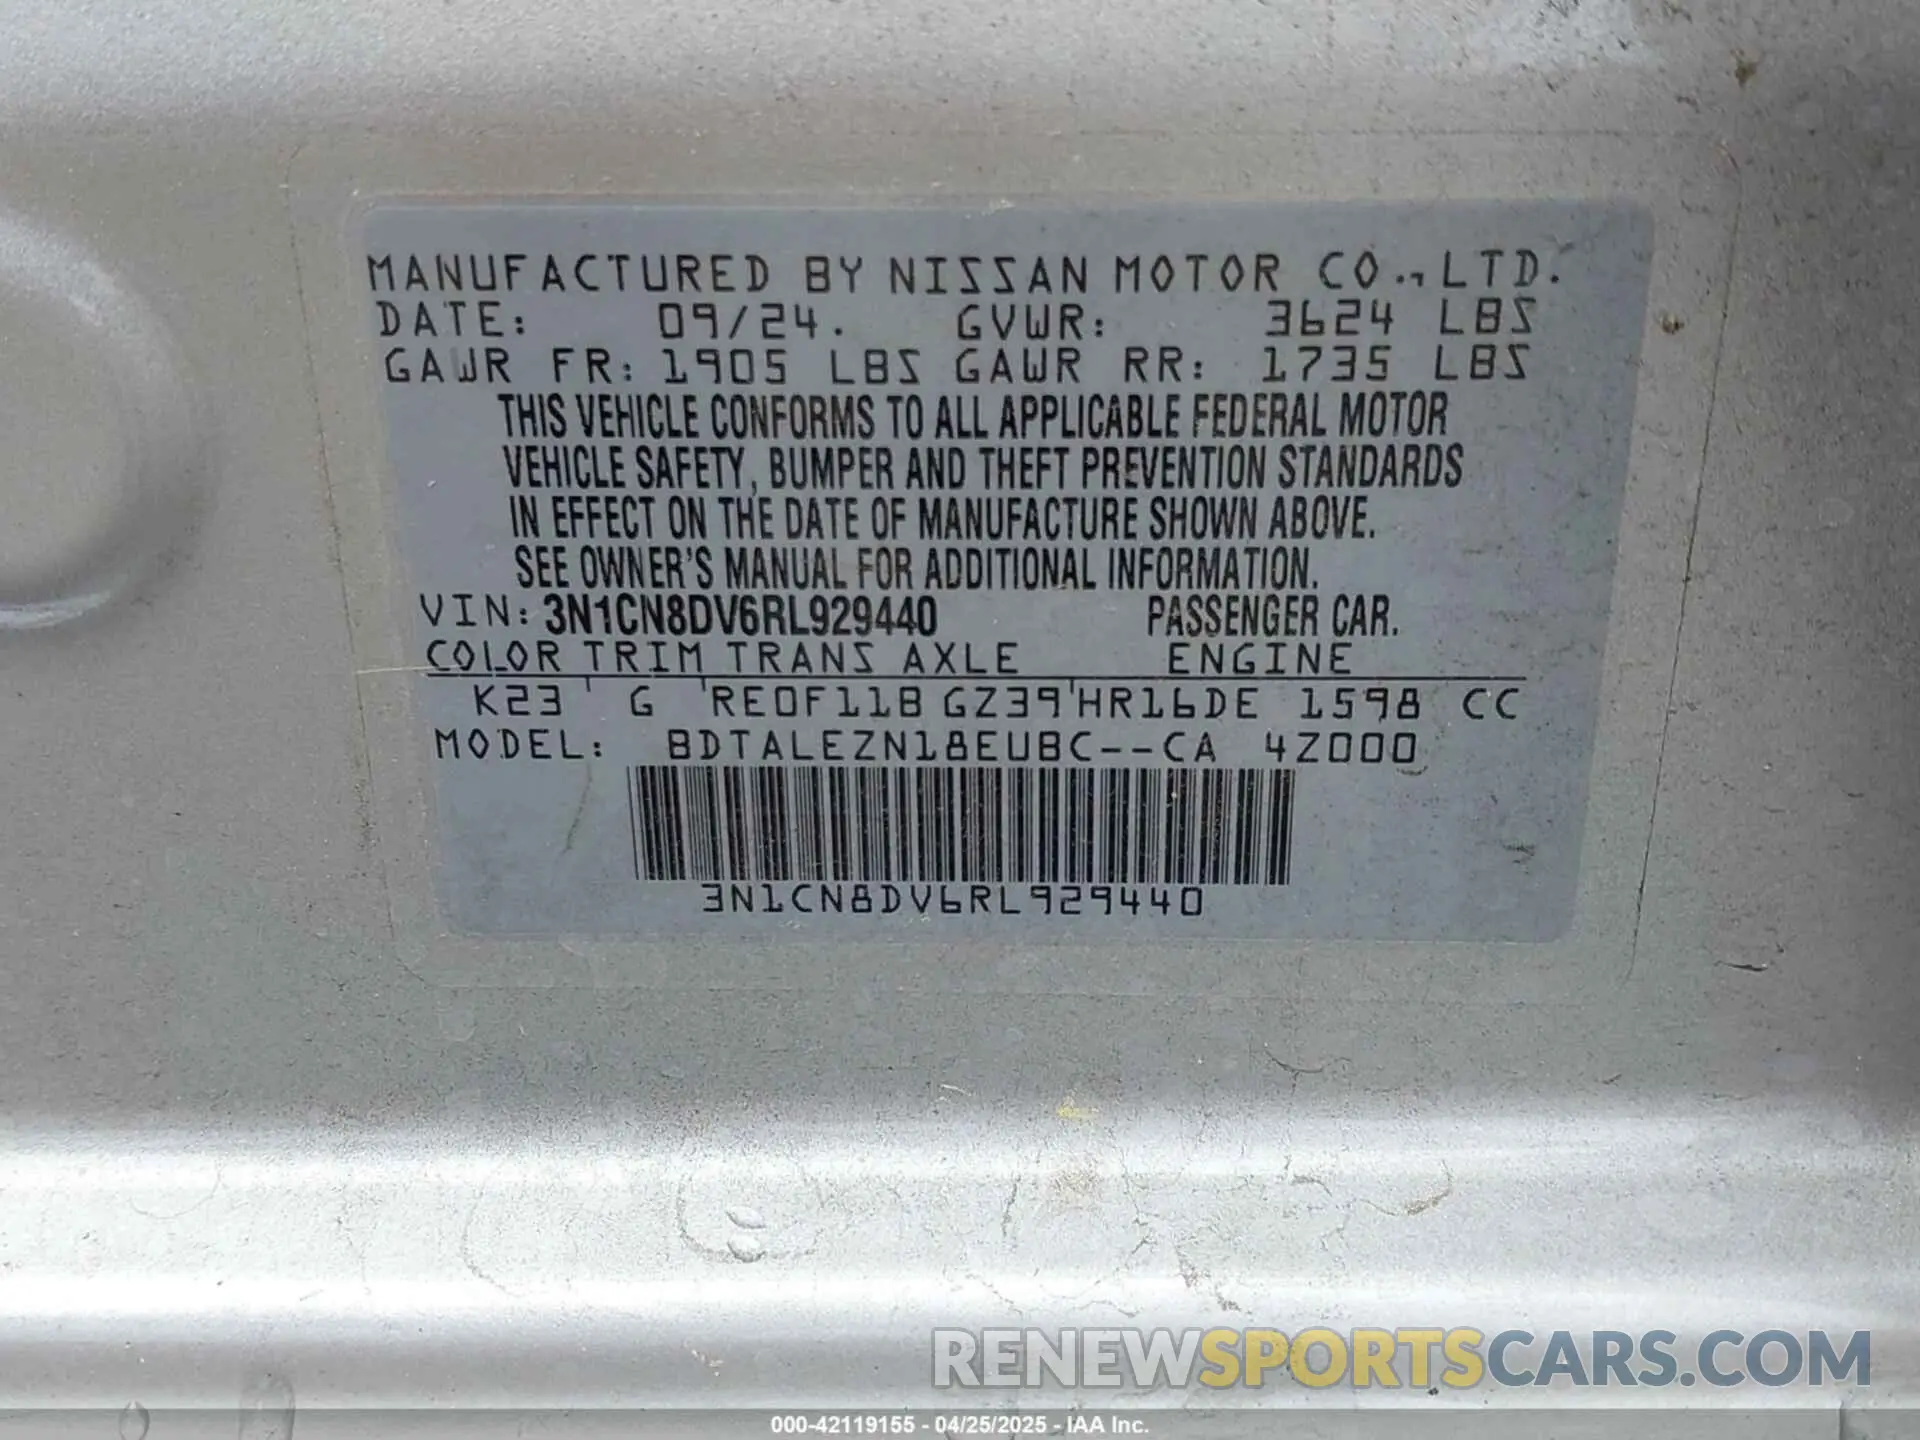 MANUFACTURED BY NISSAN MOTOR CO., LTD.
DATE: 09/24. GVWR: 3624 LBS
GAWR FR: 1905 LBS GAWR RR: 1735 LBS
THIS VEHICLE CONFORMS TO ALL APPLICABLE FEDERAL MOTOR
VEHICLE SAFETY, BUMPER AND THEFT PREVENTION STANDARDS
IN EFFECT ON THE DATE OF MANUFACTURE SHOWN ABOVE.
SEE OWNER'S MANUAL FOR ADDITIONAL INFORMATION.
VIN: 3N1CN8DV6RL929440 PASSENGER CAR.
COLOR TRIM TRANS AXLE ENGINE
K23 G RE0F11B GZ39 HR16DE 1598 CC
MODEL: BDTALEZN18EUBC--CA 4Z000
3N1CN8DV6RL929440
RENEWSPORTSCARS.COM
000-42119155 - 04/25/2025 - IAA Inc.